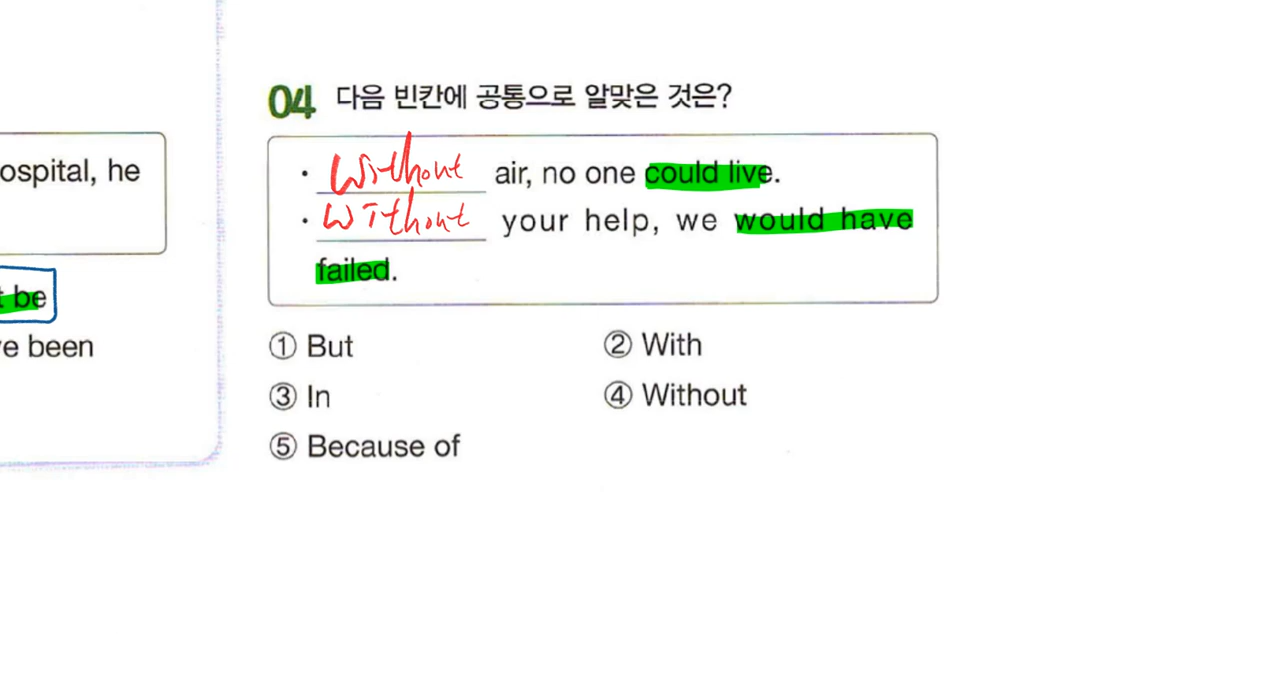 04 다음 빈칸에 공통으로 알맞은 것은?
ospital, he
• Without air, no one could live.
• Without your help, we would have
failed.
t be
e been
① But ② With
③ In ④ Without
⑤ Because of